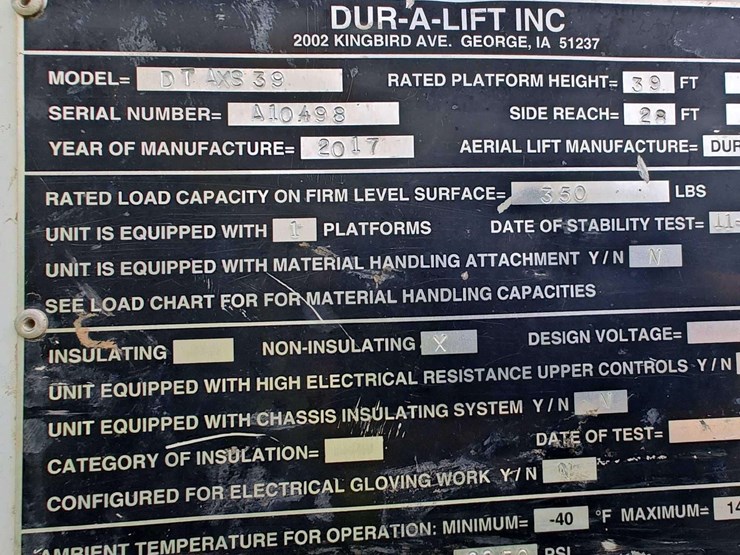 DUR-A-LIFT INC
2002 KINGBIRD AVE. GEORGE, IA 51237
MODEL= DTAXS39 RATED PLATFORM HEIGHT= 39 FT
SERIAL NUMBER= A10498 SIDE REACH= 28 FT
YEAR OF MANUFACTURE= 2017 AERIAL LIFT MANUFACTURE= DUR
RATED LOAD CAPACITY ON FIRM LEVEL SURFACE= 350 LBS
UNIT IS EQUIPPED WITH 1 PLATFORMS DATE OF STABILITY TEST= 11-
UNIT IS EQUIPPED WITH MATERIAL HANDLING ATTACHMENT Y/N N
SEE LOAD CHART FOR FOR MATERIAL HANDLING CAPACITIES
INSULATING NON-INSULATING X DESIGN VOLTAGE=
UNIT EQUIPPED WITH HIGH ELECTRICAL RESISTANCE UPPER CONTROLS Y/N
UNIT EQUIPPED WITH CHASSIS INSULATING SYSTEM Y/N N
CATEGORY OF INSULATION= DATE OF TEST=
CONFIGURED FOR ELECTRICAL GLOVING WORK Y/N
AMBIENT TEMPERATURE FOR OPERATION: MINIMUM= -40 °F MAXIMUM= 14
PSI